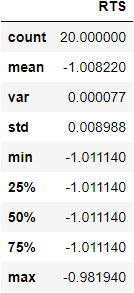 RTS
count 20.000000
mean -1.008220
var 0.000077
std 0.008988
min -1.011140
25% -1.011140
50% -1.011140
75% -1.011140
max -0.981940